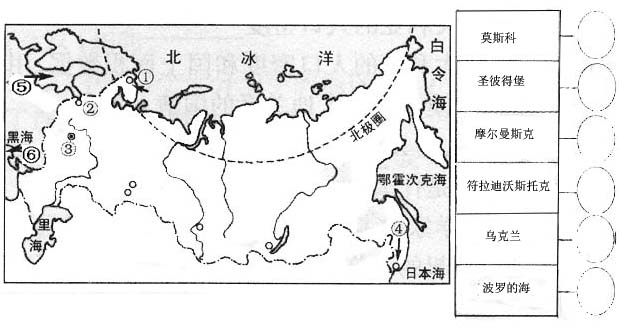 北冰洋
白令海
北极圈
鄂霍次克海
日本海
黑海
里海
①
②
③
④
⑤
⑥
莫斯科
圣彼得堡
摩尔曼斯克
符拉迪沃斯托克
乌克兰
波罗的海